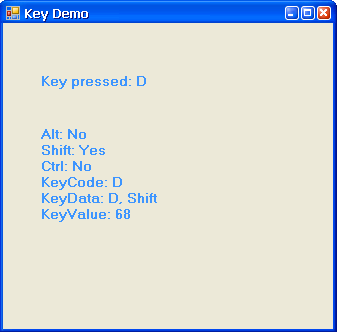 Key Demo
Key pressed: D
Alt: No
Shift: Yes
Ctrl: No
KeyCode: D
KeyData: D, Shift
KeyValue: 68